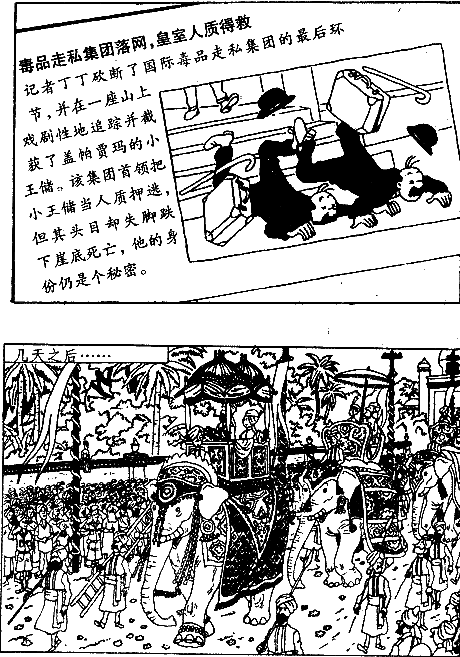 毒品走私集团落网,皇室人质得救
记者丁丁砍断了国际毒品走私集团的最后环
节,并在一座山上
戏剧性地追踪并截
获了盖帕贾玛的小
王储。该集团首领把
小王储当人质押逃,
但其头目却失脚跌
下崖底死亡,他的身
份仍是个秘密。
几天之后……